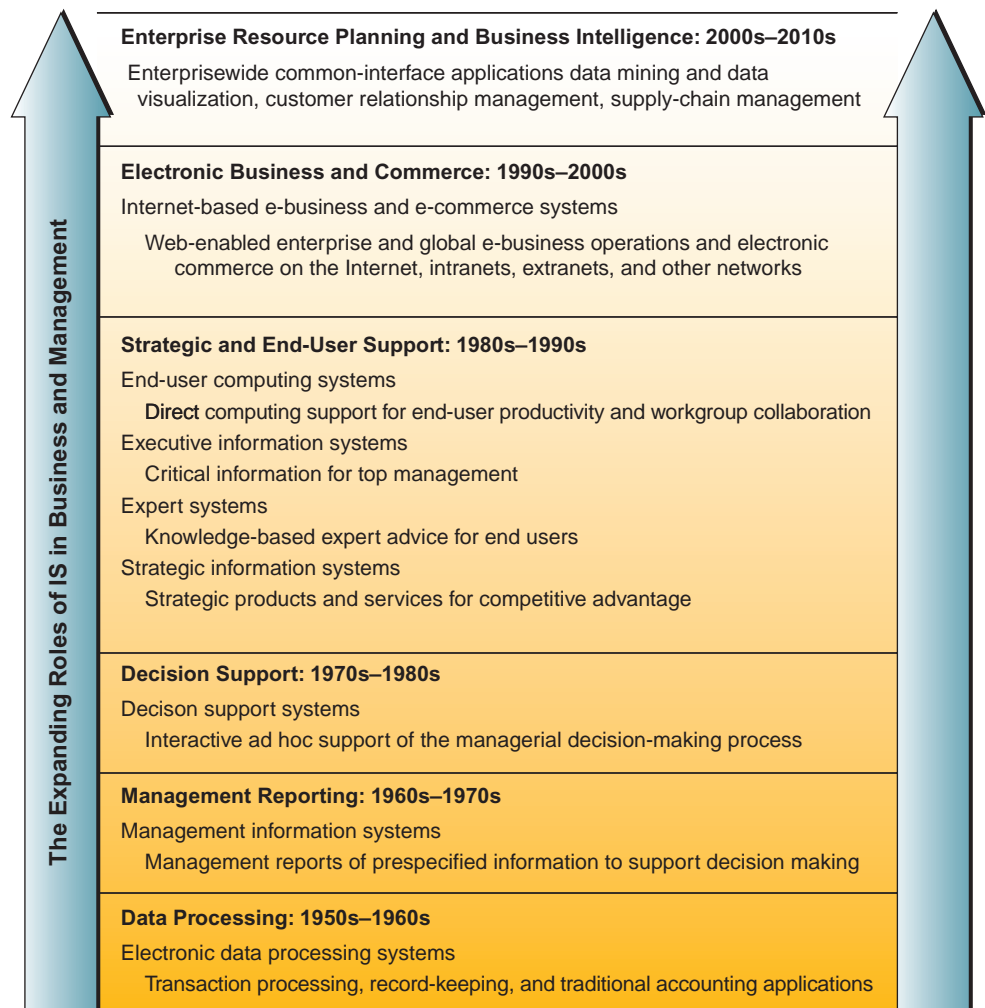 Enterprise Resource Planning and Business Intelligence: 2000s–2010s
Enterprisewide common-interface applications data mining and data
visualization, customer relationship management, supply-chain management
Electronic Business and Commerce: 1990s–2000s
Internet-based e-business and e-commerce systems
Web-enabled enterprise and global e-business operations and electronic
commerce on the Internet, intranets, extranets, and other networks
Strategic and End-User Support: 1980s–1990s
End-user computing systems
Direct computing support for end-user productivity and workgroup collaboration
Executive information systems
Critical information for top management
Expert systems
Knowledge-based expert advice for end users
Strategic information systems
Strategic products and services for competitive advantage
Decision Support: 1970s–1980s
Decison support systems
Interactive ad hoc support of the managerial decision-making process
Management Reporting: 1960s–1970s
Management information systems
Management reports of prespecified information to support decision making
Data Processing: 1950s–1960s
Electronic data processing systems
Transaction processing, record-keeping, and traditional accounting applications
The Expanding Roles of IS in Business and Management